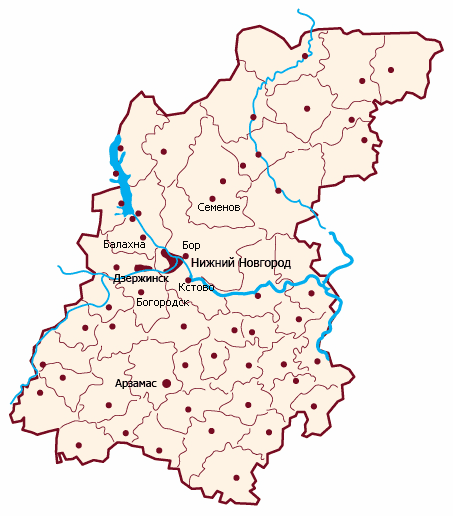 Семенов
Балахна
Бор
Нижний Новгород
Дзержинск
Кстово
Богородск
Арзамас